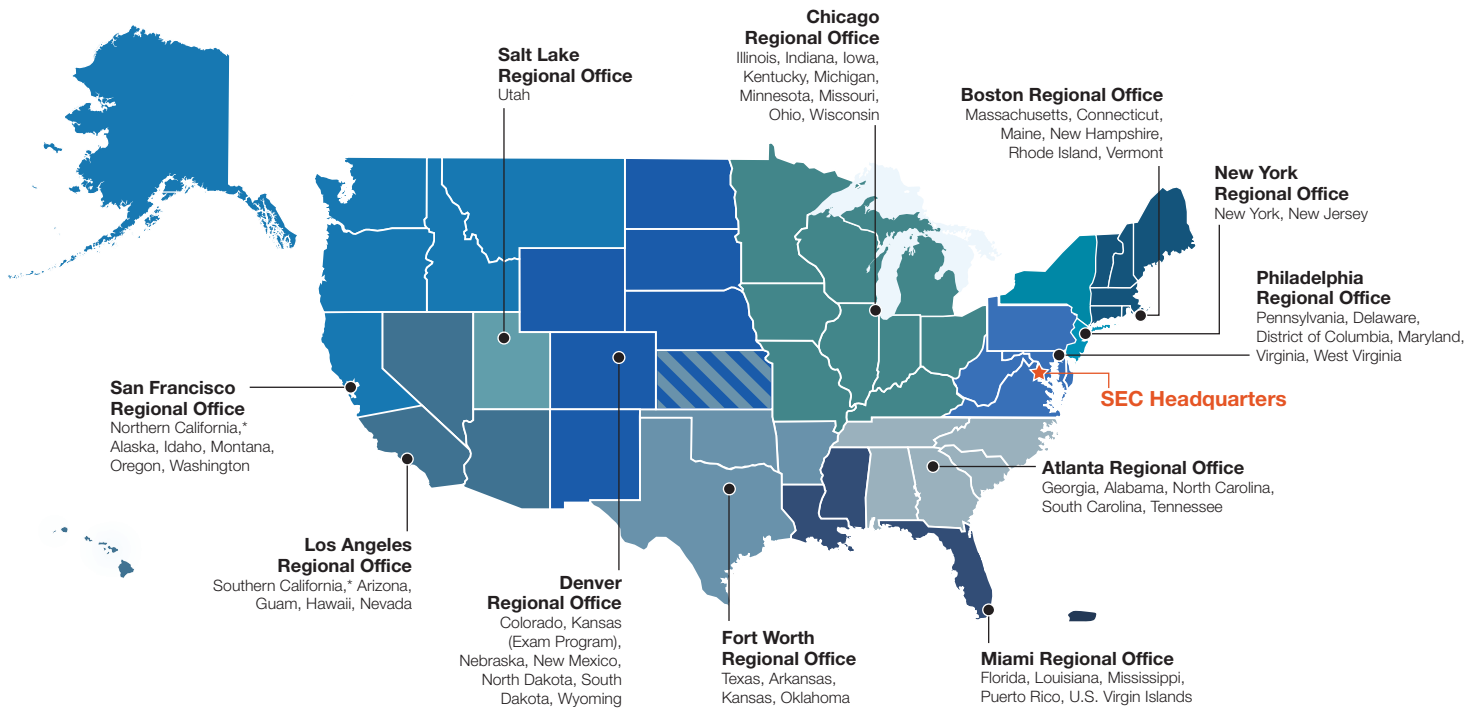 Chicago
Regional Office
Illinois, Indiana, Iowa,
Kentucky, Michigan,
Minnesota, Missouri,
Ohio, Wisconsin
Salt Lake
Regional Office
Utah
Boston Regional Office
Massachusetts, Connecticut,
Maine, New Hampshire,
Rhode Island, Vermont
New York
Regional Office
New York, New Jersey
Philadelphia
Regional Office
Pennsylvania, Delaware,
District of Columbia, Maryland,
Virginia, West Virginia
SEC Headquarters
San Francisco
Regional Office
Northern California,*
Alaska, Idaho, Montana,
Oregon, Washington
Atlanta Regional Office
Georgia, Alabama, North Carolina,
South Carolina, Tennessee
Los Angeles
Regional Office
Southern California,* Arizona,
Guam, Hawaii, Nevada
Denver
Regional Office
Colorado, Kansas
(Exam Program),
Nebraska, New Mexico,
North Dakota, South
Dakota, Wyoming
Fort Worth
Regional Office
Texas, Arkansas,
Kansas, Oklahoma
Miami Regional Office
Florida, Louisiana, Mississippi,
Puerto Rico, U.S. Virgin Islands